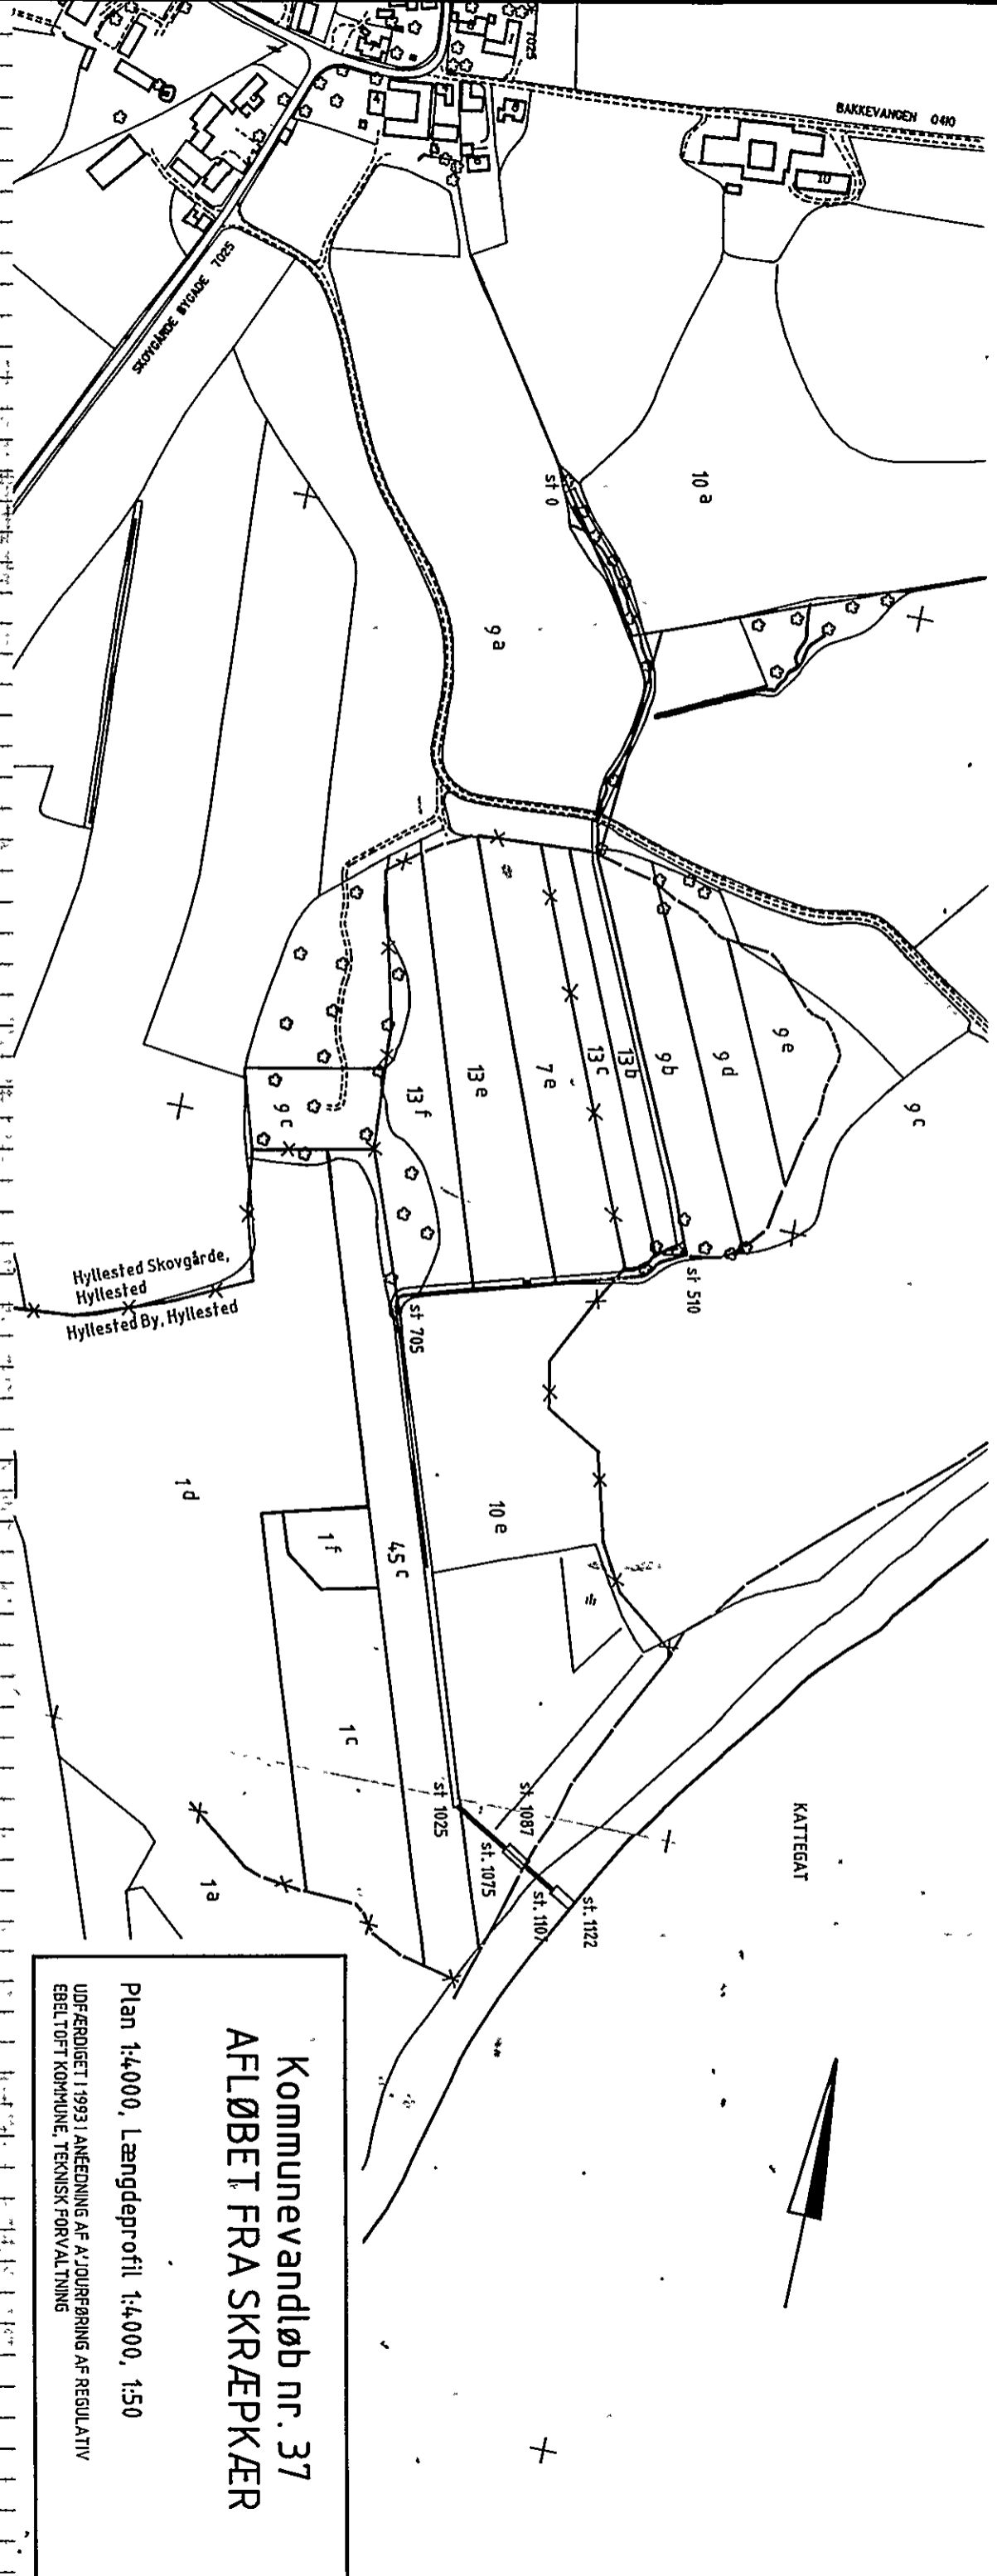 7025
BAKKEVANGEN 0410
10
SKOVGÅRDE BYGADE 7025
10 a
st 0
9 a
9 e
9 d
9 b
13 b
13 c
7 e
13 e
13 f
9 c
9 c
Hyllested Skovgårde,
Hyllested
Hyllested By, Hyllested
st 510
st 705
1 d
1 f
45 c
10 e
1 c
1 a
st 1025
st. 1075
st. 1087
st. 1107
st. 1122
KATTEGAT
Kommunevandløb nr. 37
AFLØBET FRA SKRÆPKÆR
Plan 1:4000, Længdeprofil 1:4000, 1:50
UDFÆRDIGET I 1993 I ANLEDNING AF A'JOURFØRING AF REGULATIV
EBELTOFT KOMMUNE, TEKNISK FORVALTNING